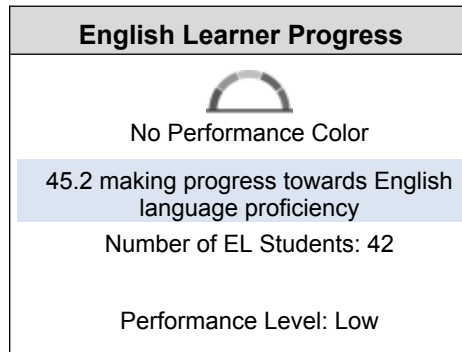 English Learner Progress
No Performance Color
45.2 making progress towards English
language proficiency
Number of EL Students: 42
Performance Level: Low